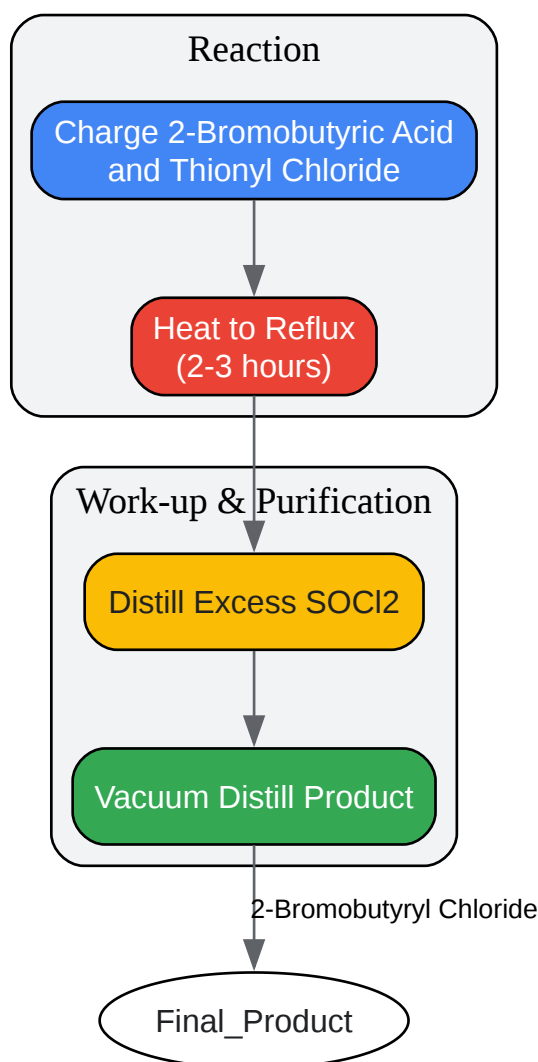 Reaction
Charge 2-Bromobutyric Acid
and Thionyl Chloride
Heat to Reflux
(2-3 hours)
Work-up & Purification
Distill Excess SOCl2
Vacuum Distill Product
2-Bromobutyryl Chloride
Final_Product